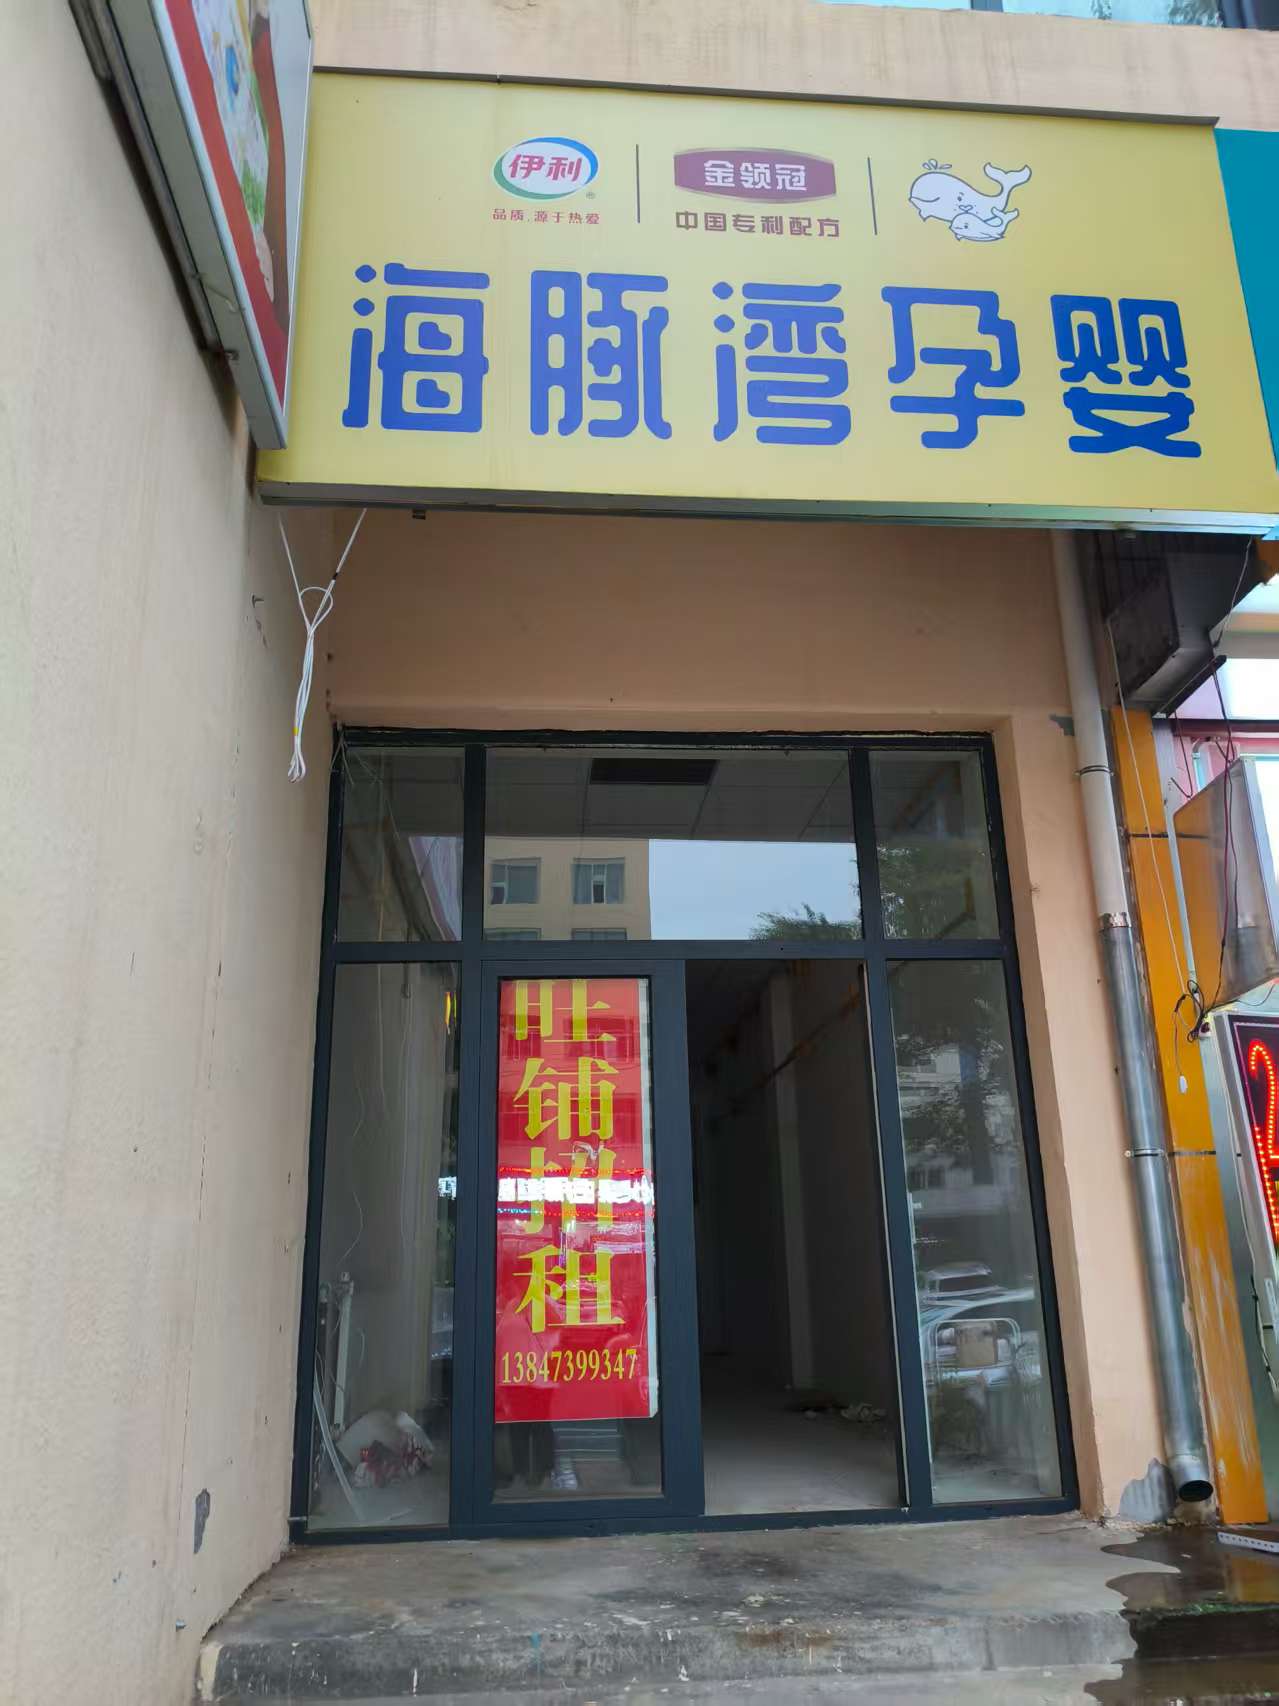 伊利
品质,源于热爱
金领冠
中国专利配方
海豚湾孕婴
旺铺招租
13847399347